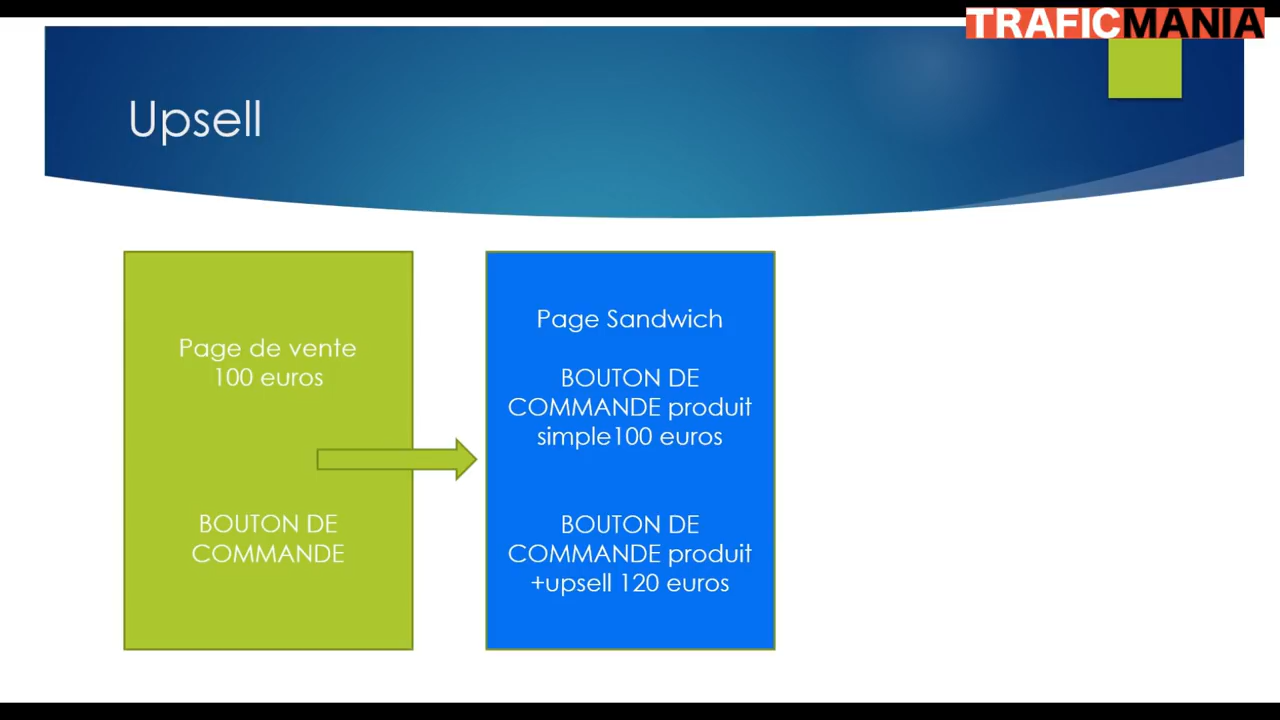 TRAFICMANIA
Upsell
Page de vente
100 euros
BOUTON DE
COMMANDE
Page Sandwich
BOUTON DE
COMMANDE produit
simple100 euros
BOUTON DE
COMMANDE produit
+upsell 120 euros